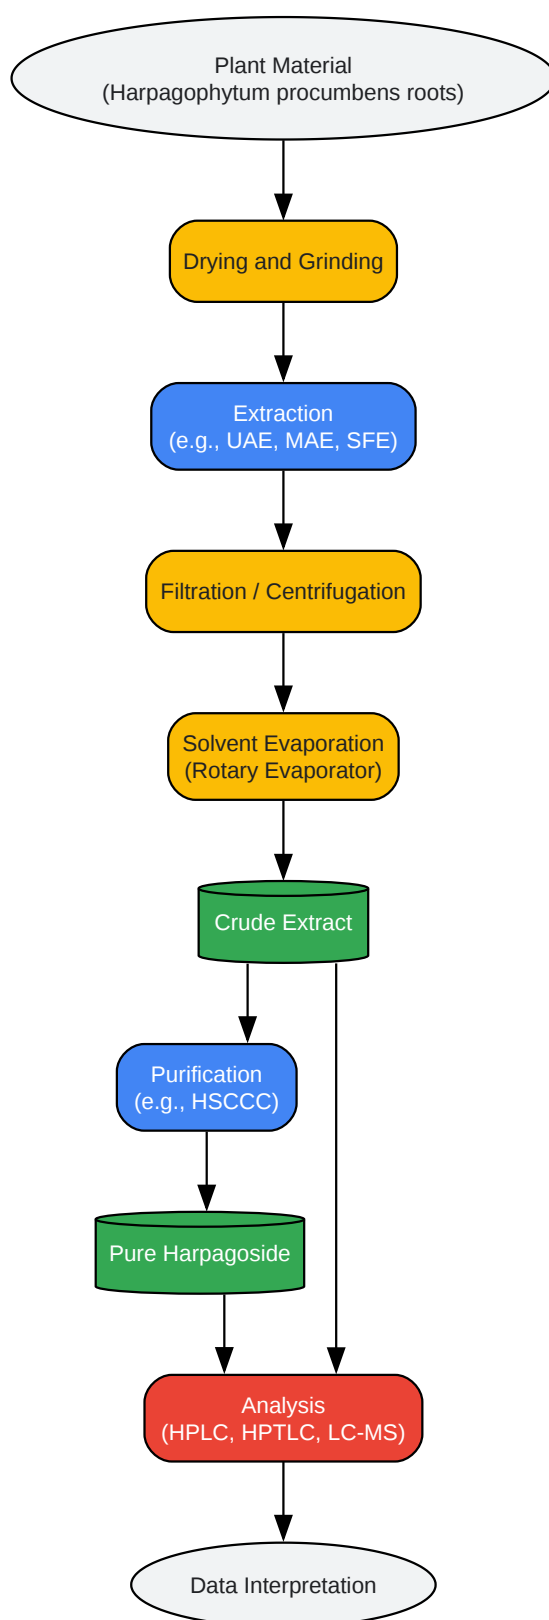 Plant Material
(Harpagophytum procumbens roots)
Drying and Grinding
Extraction
(e.g., UAE, MAE, SFE)
Filtration / Centrifugation
Solvent Evaporation
(Rotary Evaporator)
Crude Extract
Purification
(e.g., HSCCC)
Pure Harpagoside
Analysis
(HPLC, HPTLC, LC-MS)
Data Interpretation